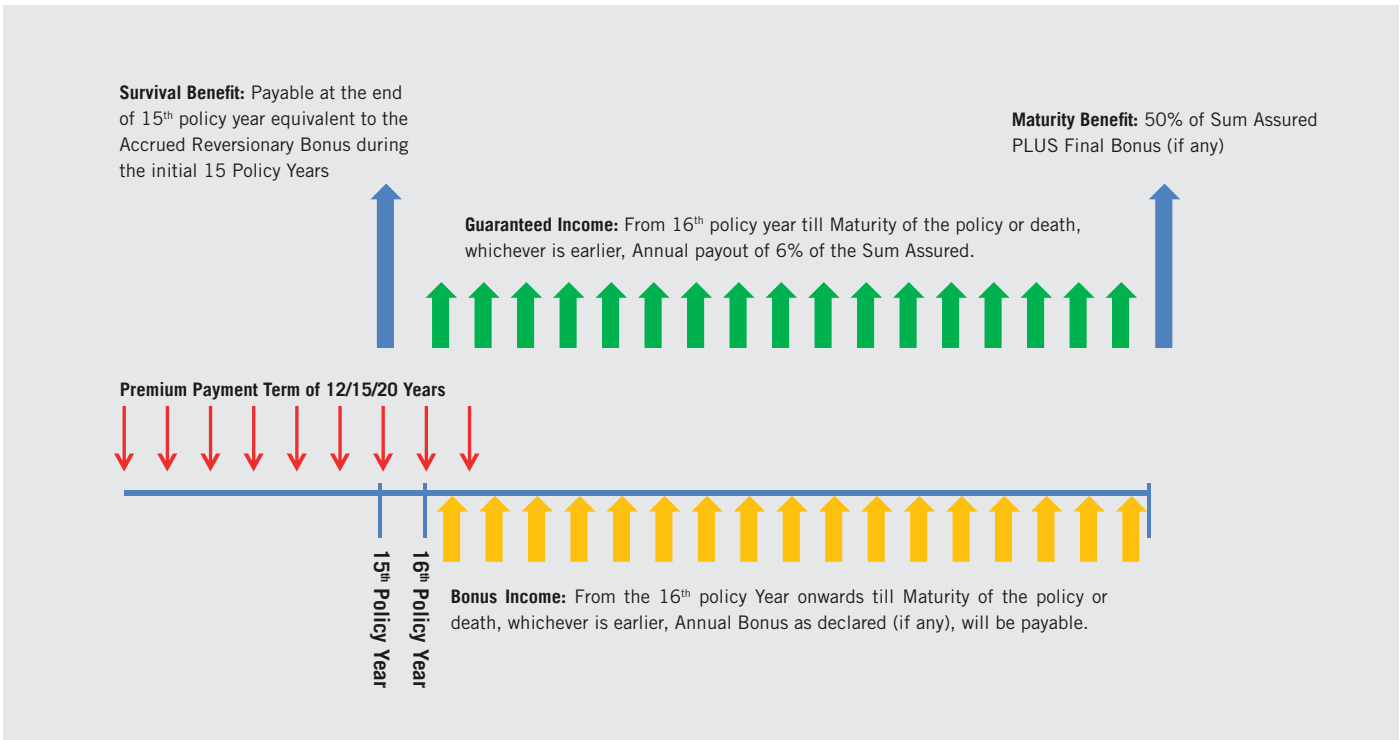 Survival Benefit: Payable at the end
of 15th policy year equivalent to the
Accrued Reversionary Bonus during
the initial 15 Policy Years
Maturity Benefit: 50% of Sum Assured
PLUS Final Bonus (if any)
Guaranteed Income: From 16th policy year till Maturity of the policy or death,
whichever is earlier, Annual payout of 6% of the Sum Assured.
Premium Payment Term of 12/15/20 Years
15th Policy Year
16th Policy Year
Bonus Income: From the 16th policy Year onwards till Maturity of the policy or
death, whichever is earlier, Annual Bonus as declared (if any), will be payable.